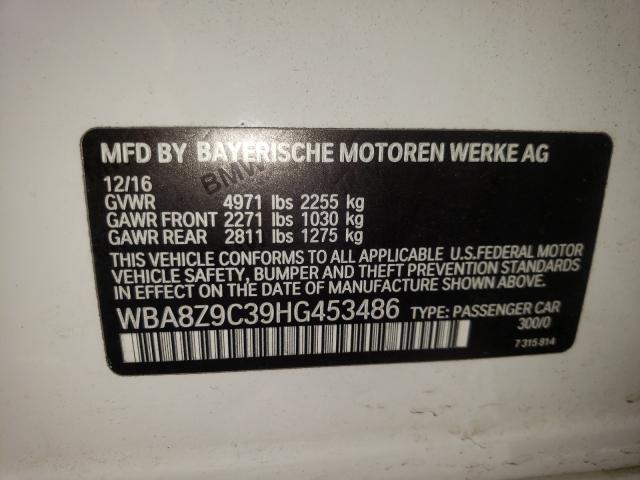 MFD BY BAYERISCHE MOTOREN WERKE AG
BMW
12/16
GVWR 4971 lbs 2255 kg
GAWR FRONT 2271 lbs 1030 kg
GAWR REAR 2811 lbs 1275 kg
THIS VEHICLE CONFORMS TO ALL APPLICABLE U.S.FEDERAL MOTOR
VEHICLE SAFETY, BUMPER AND THEFT PREVENTION STANDARDS
IN EFFECT ON THE DATE OF MANUFACTURE SHOWN ABOVE.
WBA8Z9C39HG453486 TYPE: PASSENGER CAR
300/0
7 315 814